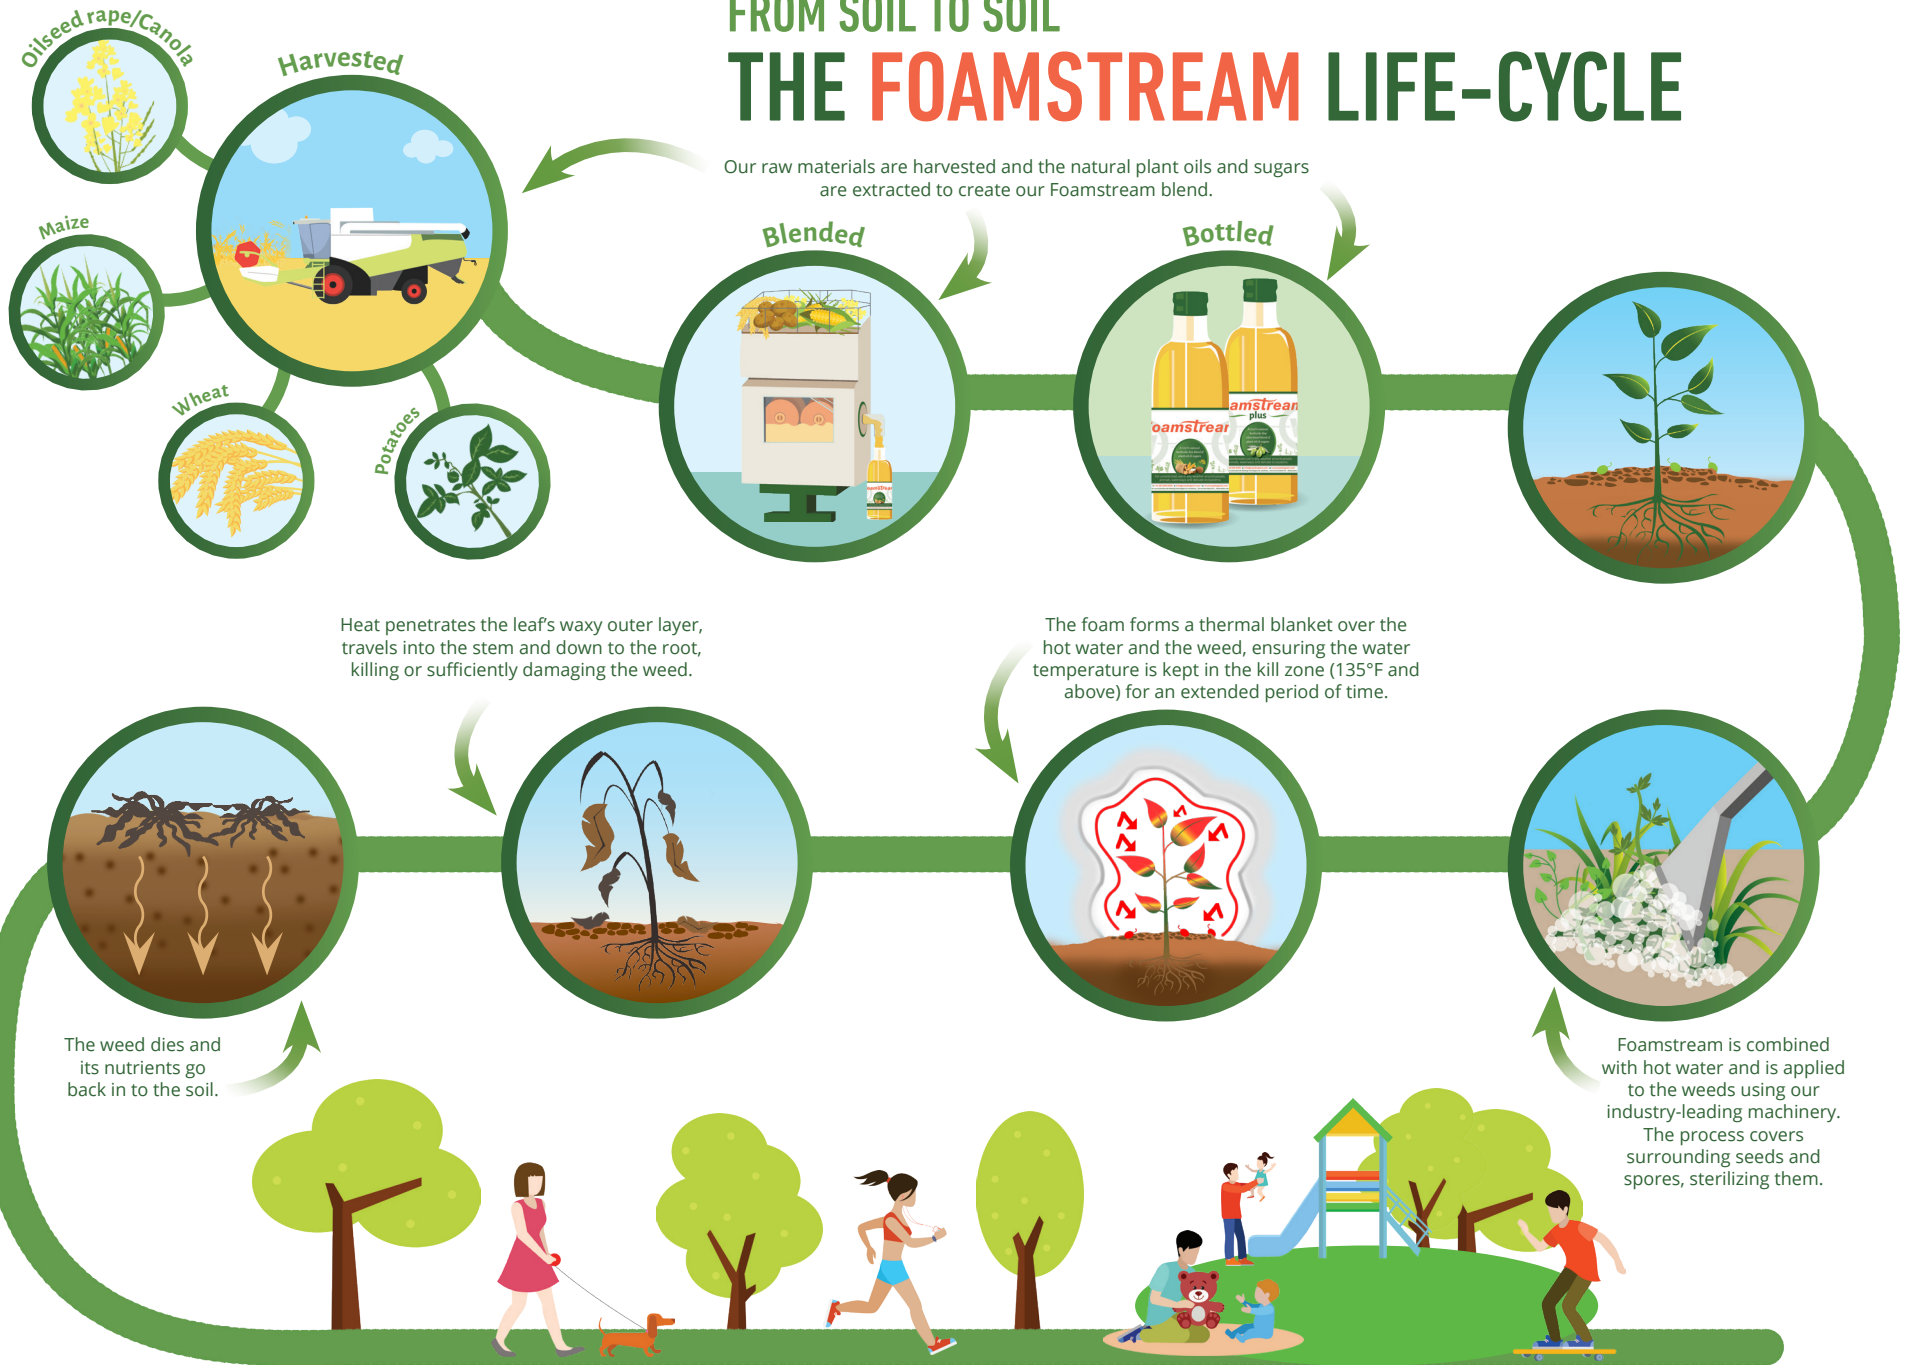 FROM SOIL TO SOIL
THE FOAMSTREAM LIFE-CYCLE
Oilseed rape/Canola
Harvested
Our raw materials are harvested and the natural plant oils and sugars
are extracted to create our Foamstream blend.
Maize
Blended
Bottled
Wheat
Potatoes
oamstrear
amstrean
plus
Heat penetrates the leaf's waxy outer layer,
travels into the stem and down to the root,
killing or sufficiently damaging the weed.
The foam forms a thermal blanket over the
hot water and the weed, ensuring the water
temperature is kept in the kill zone (135°F and
above) for an extended period of time.
The weed dies and
its nutrients go
back in to the soil.
Foamstream is combined
with hot water and is applied
to the weeds using our
industry-leading machinery.
The process covers
surrounding seeds and
spores, sterilizing them.